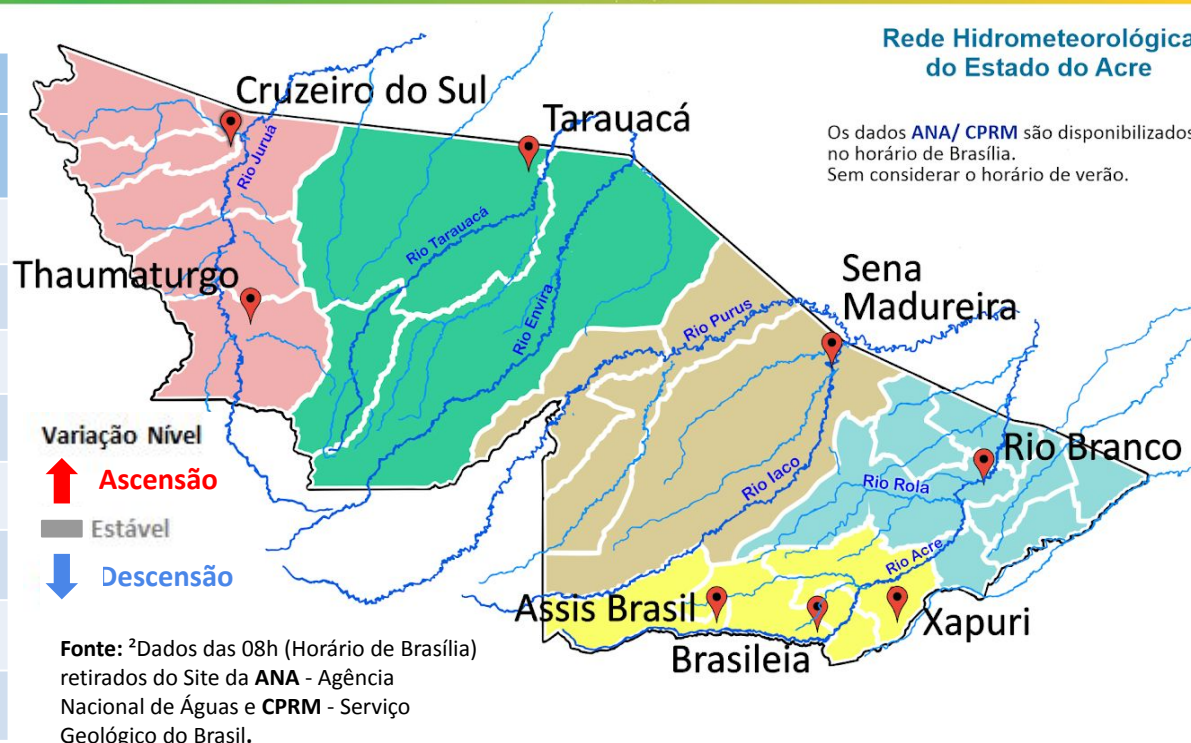 Rede Hidrometeorológica
do Estado do Acre
Os dados ANA/ CPRM são disponibilizados
no horário de Brasília.
Sem considerar o horário de verão.
Cruzeiro do Sul
Tarauacá
Rio Juruá
Rio Tarauacá
Thaumaturgo
Rio Envira
Sena
Madureira
Rio Purus
Variação Nível
Ascensão
Estável
Descensão
Rio Branco
Rio Iaco
Rio Rola
Rio Acre
Assis Brasil
Xapuri
Brasileia
Fonte: ²Dados das 08h (Horário de Brasília)
retirados do Site da ANA - Agência
Nacional de Águas e CPRM - Serviço
Geológico do Brasil.